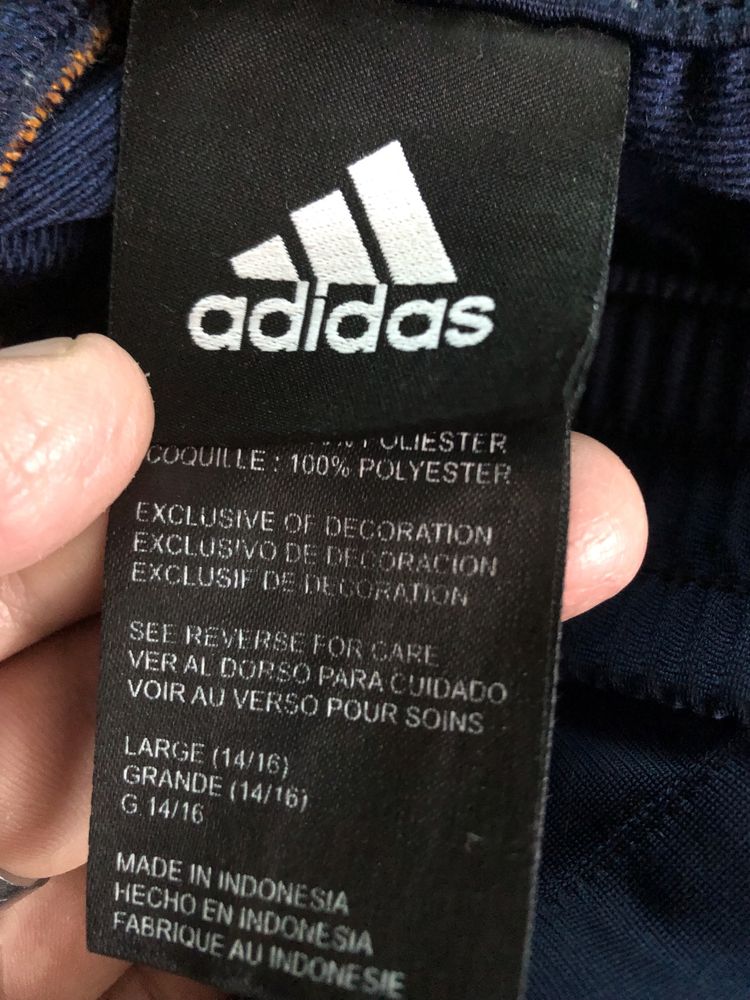 adidas
POLIESTER
COQUILLE : 100% POLYESTER
EXCLUSIVE OF DECORATION
EXCLUSIVO DE DECORACION
EXCLUSIF DE DECORATION
SEE REVERSE FOR CARE
VER AL DORSO PARA CUIDADO
VOIR AU VERSO POUR SOINS
LARGE (14/16)
GRANDE (14/16)
G 14/16
MADE IN INDONESIA
HECHO EN INDONESIA
FABRIQUE AU INDONESIE